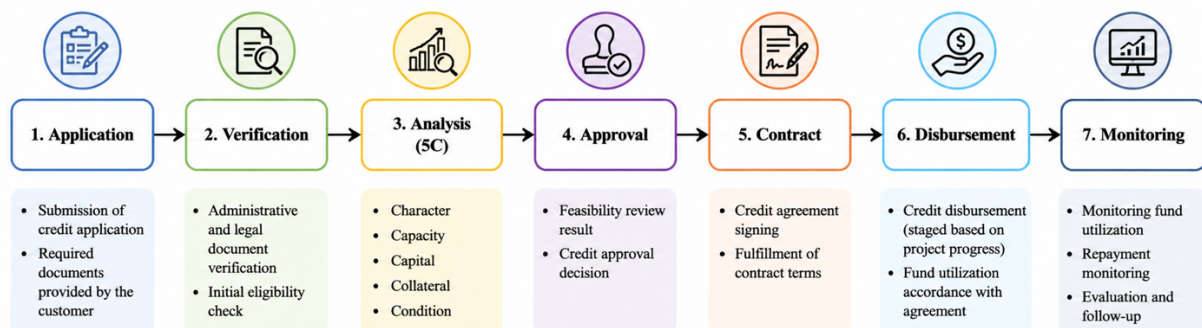 1. Application
2. Verification
3. Analysis
(5C)
4. Approval
5. Contract
6. Disbursement
7. Monitoring
• Submission of
credit application
• Required
documents
provided by the
customer
• Administrative
and legal
document
verification
• Initial eligibility
check
• Character
• Capacity
• Capital
• Collateral
• Condition
• Feasibility review
result
• Credit approval
decision
• Credit agreement
signing
• Fulfillment of
contract terms
• Credit disbursement
(staged based on
project progress)
• Fund utilization
accordance with
agreement
• Monitoring fund
utilization
• Repayment
monitoring
• Evaluation and
follow-up